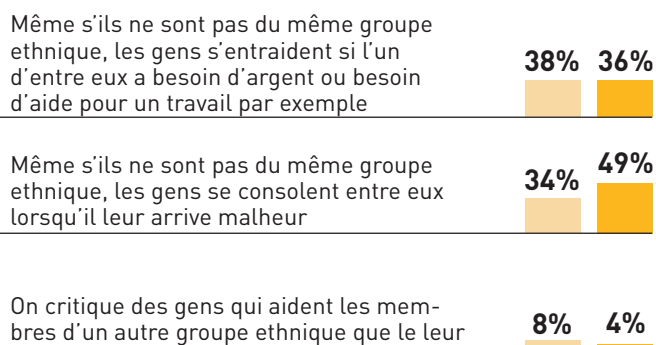 Même s'ils ne sont pas du même groupe
ethnique, les gens s'entraident si l'un
d'entre eux a besoin d'argent ou besoin
d'aide pour un travail par exemple
38% 36%
Même s'ils ne sont pas du même groupe
ethnique, les gens se consolent entre eux
lorsqu'il leur arrive malheur
34% 49%
On critique des gens qui aident les mem-
bres d'un autre groupe ethnique que le leur
8% 4%